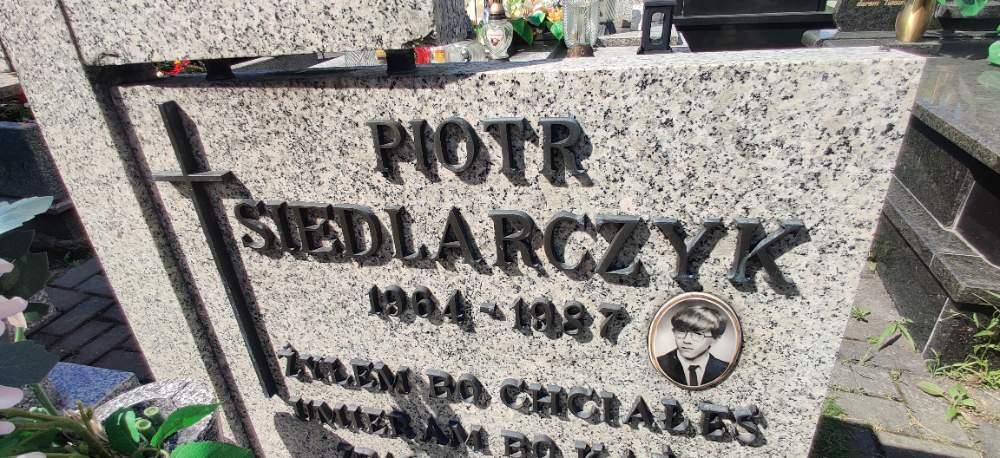 PIOTR
SIEDLARCZYK
1964 - 1987
ŻYŁEM BO CHCIAŁEŚ
UMIERAM BO